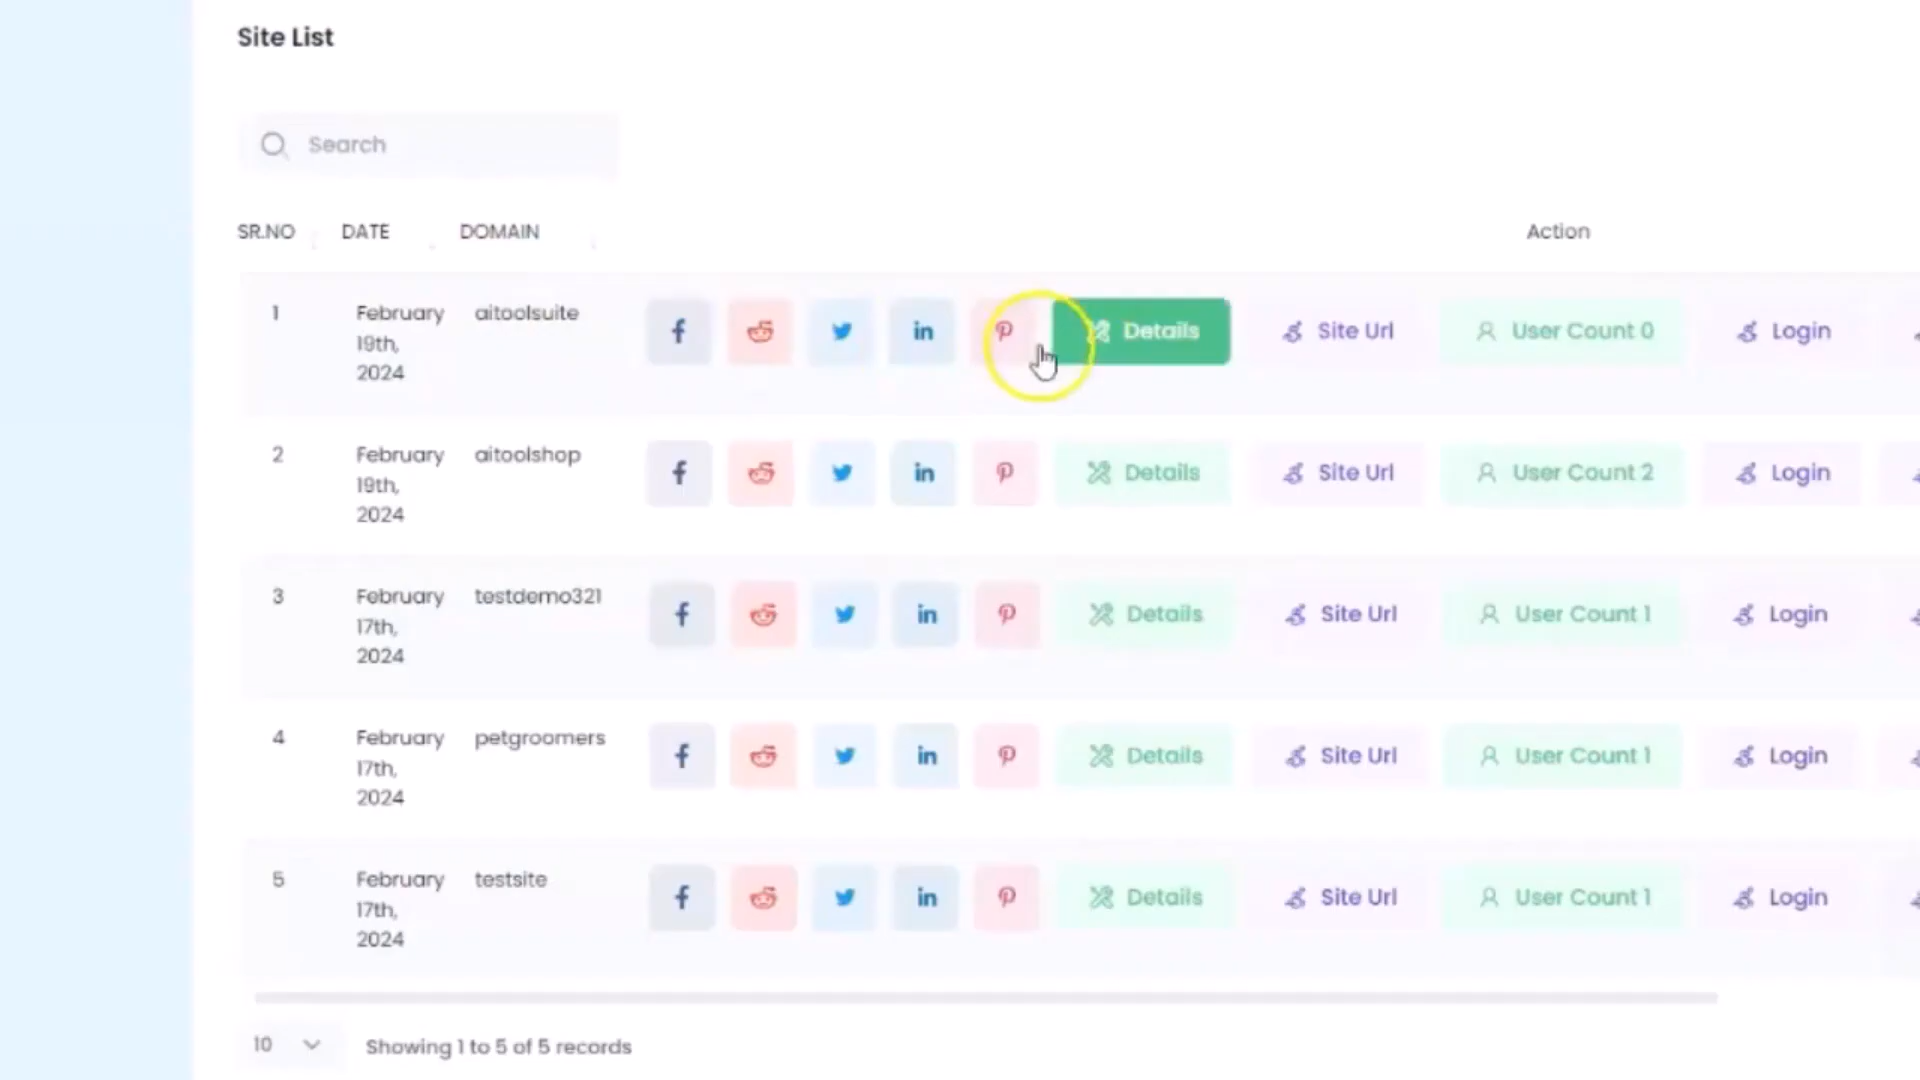 Site List
Search
SR.NO DATE DOMAIN Action
1 February 19th, 2024 aitoolsuite Details Site Url User Count 0 Login
2 February 19th, 2024 aitoolshop Details Site Url User Count 2 Login
3 February 17th, 2024 testdemo321 Details Site Url User Count 1 Login
4 February 17th, 2024 petgroomers Details Site Url User Count 1 Login
5 February 17th, 2024 testsite Details Site Url User Count 1 Login
10 Showing 1 to 5 of 5 records